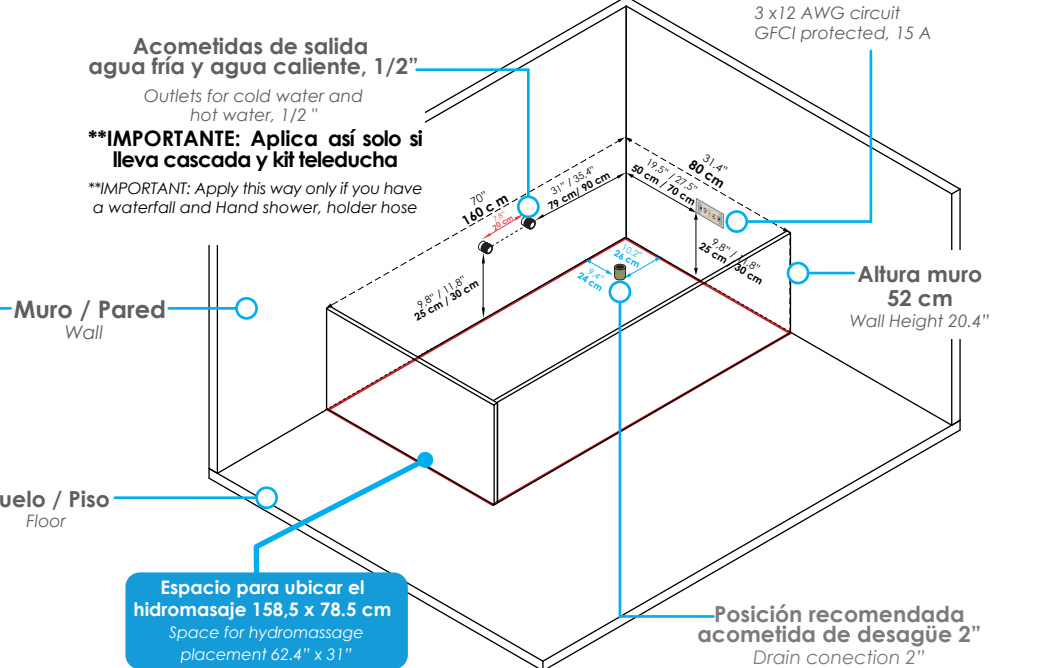 3 x12 AWG circuit
GFCI protected, 15 A
Acometidas de salida
agua fría y agua caliente, 1/2”
Outlets for cold water and
hot water, 1/2 "
**IMPORTANTE: Aplica así solo si
lleva cascada y kit teleducha
**IMPORTANT: Apply this way only if you have
a waterfall and Hand shower, holder hose
70"
160 c m
7.8"
20 cm
31" / 35.4"
79 cm/ 90 cm
19.5" / 27.5"
50 cm / 70 cm
31.4"
80 cm
9.8" / 11.8"
25 cm / 30 cm
10.2"
26 cm
9.4"
24 cm
9.8" / 11.8"
25 cm / 30 cm
Altura muro
52 cm
Wall Height 20.4”
Muro / Pared
Wall
uelo / Piso
Floor
Espacio para ubicar el
hidromasaje 158,5 x 78.5 cm
Space for hydromassage
placement 62.4” x 31”
Posición recomendada
acometida de desagüe 2”
Drain conection 2”